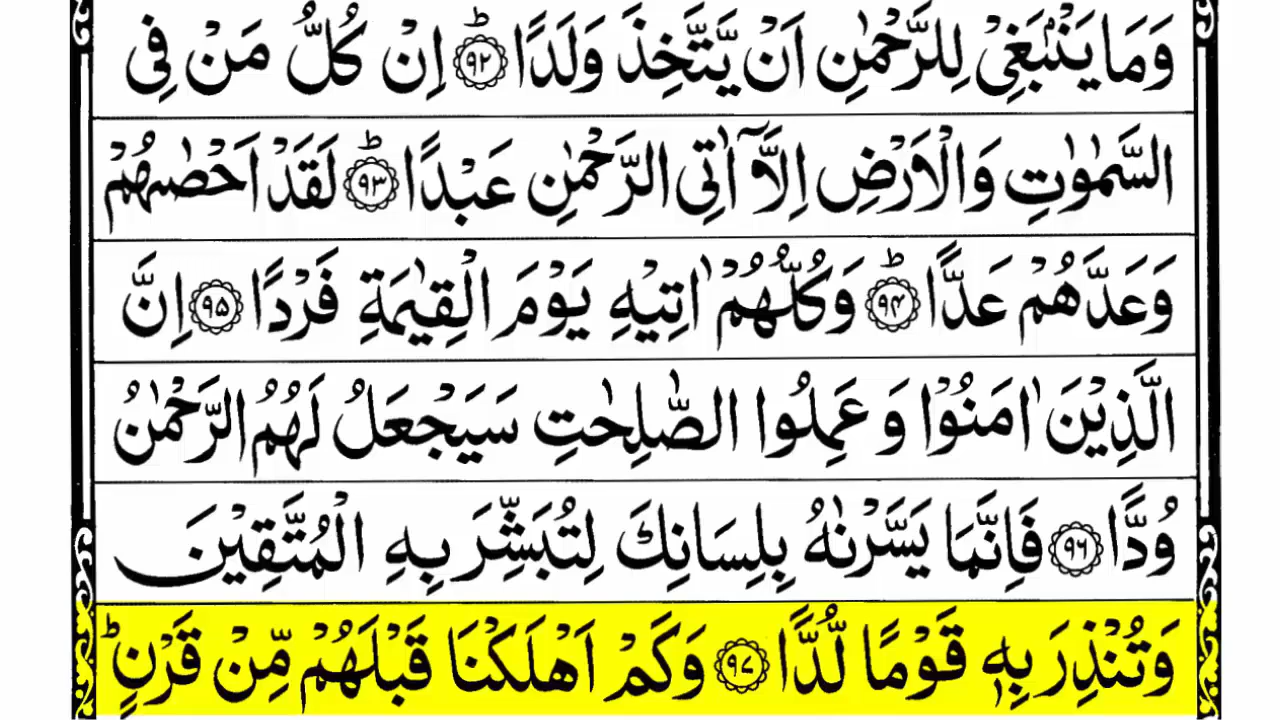 وَمَا يَنْۢبَغِيْ لِلرَّحْمٰنِ اَنْ يَّتَّخِذَ وَلَدًا ؕ﴿۹۲﴾ اِنْ كُلُّ مَنْ فِي
السَّمٰوٰتِ وَالْاَرْضِ اِلَّاۤ اٰتِي الرَّحْمٰنِ عَبْدًا ؕ﴿۹۳﴾ لَقَدْ اَحْصٰىهُمْ
وَعَدَّهُمْ عَدًّا ؕ﴿۹۴﴾ وَكُلُّهُمْ اٰتِيْهِ يَوْمَ الْقِيٰمَةِ فَرْدًا ﴿۹۵﴾ اِنَّ
الَّذِيْنَ اٰمَنُوْا وَعَمِلُوا الصّٰلِحٰتِ سَيَجْعَلُ لَهُمُ الرَّحْمٰنُ
وُدًّا ﴿۹۶﴾ فَاِنَّمَا يَسَّرْنٰهُ بِلِسَانِكَ لِتُبَشِّرَ بِهِ الْمُتَّقِيْنَ
وَتُنْذِرَ بِهٖ قَوْمًا لُّدًّا ﴿۹۷﴾ وَكَمْ اَهْلَكْنَا قَبْلَهُمْ مِّنْ قَرْنٍ ؕ